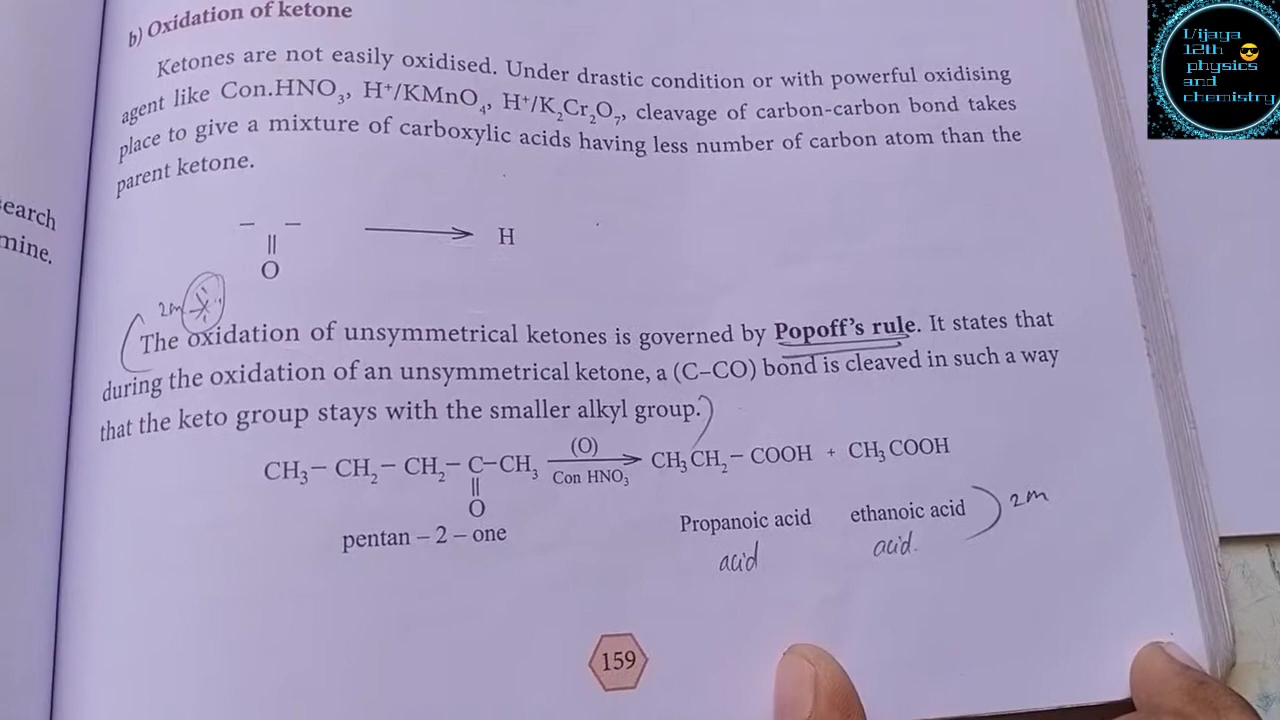 b) Oxidation of ketone
Ketones are not easily oxidised. Under drastic condition or with powerful oxidising
agent like Con.HNO₃, H⁺/KMnO₄, H⁺/K₂Cr₂O₇, cleavage of carbon-carbon bond takes
place to give a mixture of carboxylic acids having less number of carbon atom than the
parent ketone.
earch
mine.
– –
||
O
H
2m
The oxidation of unsymmetrical ketones is governed by Popoff's rule. It states that
during the oxidation of an unsymmetrical ketone, a (C–CO) bond is cleaved in such a way
that the keto group stays with the smaller alkyl group.
CH₃– CH₂– CH₂– C–CH₃ (O) CH₃CH₂– COOH + CH₃COOH
Con HNO₃
||
O
pentan – 2 – one
Propanoic acid ethanoic acid 2m
acid acid.
159
Vijaya
12th
physics
and
chemistry